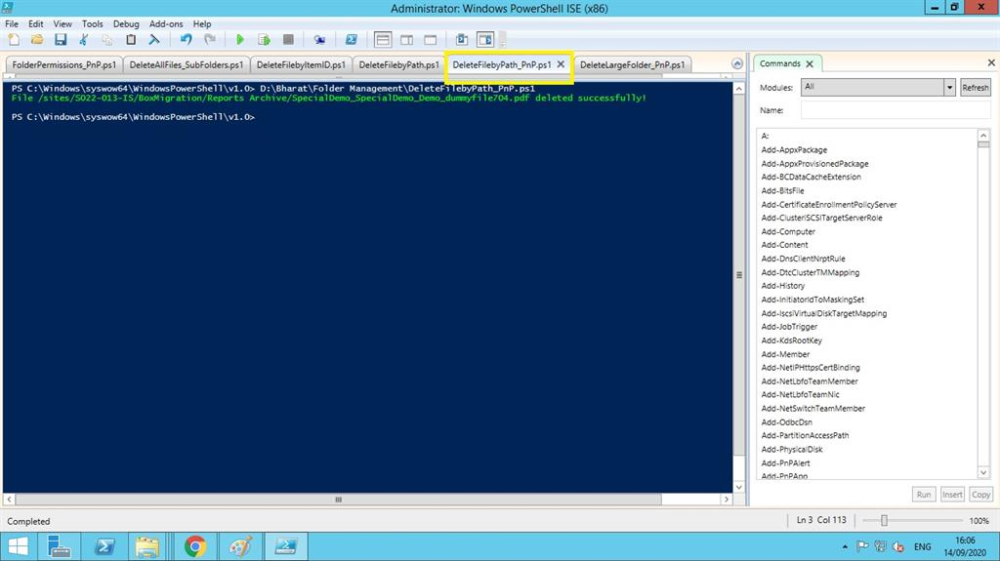 Administrator: Windows PowerShell ISE (x86)
File Edit View Tools Debug Add-ons Help
FolderPermissions_PnP.ps1 DeleteAllFiles_SubFolders.ps1 DeleteFilebyItemID.ps1 DeleteFilebyPath.ps1 DeleteFilebyPath_PnP.ps1 DeleteLargeFolder_PnP.ps1
PS C:\Windows\syswow64\WindowsPowerShell\v1.0> D:\Bharat\Folder Management\DeleteFilebyPath_PnP.ps1
File /sites/SO22-013-IS/BoxMigration/Reports Archive/SpecialDemo_SpecialDemo_Demo_dummyfile704.pdf deleted successfully!
PS C:\Windows\syswow64\WindowsPowerShell\v1.0>
Commands
Modules: All Refresh
Name:
A:
Add-AppxPackage
Add-AppxProvisionedPackage
Add-BCDataCacheExtension
Add-BitsFile
Add-CertificateEnrollmentPolicyServer
Add-ClusteriSCSITargetServerRole
Add-Computer
Add-Content
Add-DnsClientNrptRule
Add-DtcClusterTMMapping
Add-History
Add-InitiatorIdToMaskingSet
Add-IscsiVirtualDiskTargetMapping
Add-JobTrigger
Add-KdsRootKey
Add-Member
Add-NetIPHttpsCertBinding
Add-NetLbfoTeamMember
Add-NetLbfoTeamNic
Add-NetSwitchTeamMember
Add-OdbcDsn
Add-PartitionAccessPath
Add-PhysicalDisk
Add-PnPAlert
Add-PnPApp
Run Insert Copy
Completed
Ln 3 Col 113
100%
ENG
16:06
14/09/2020